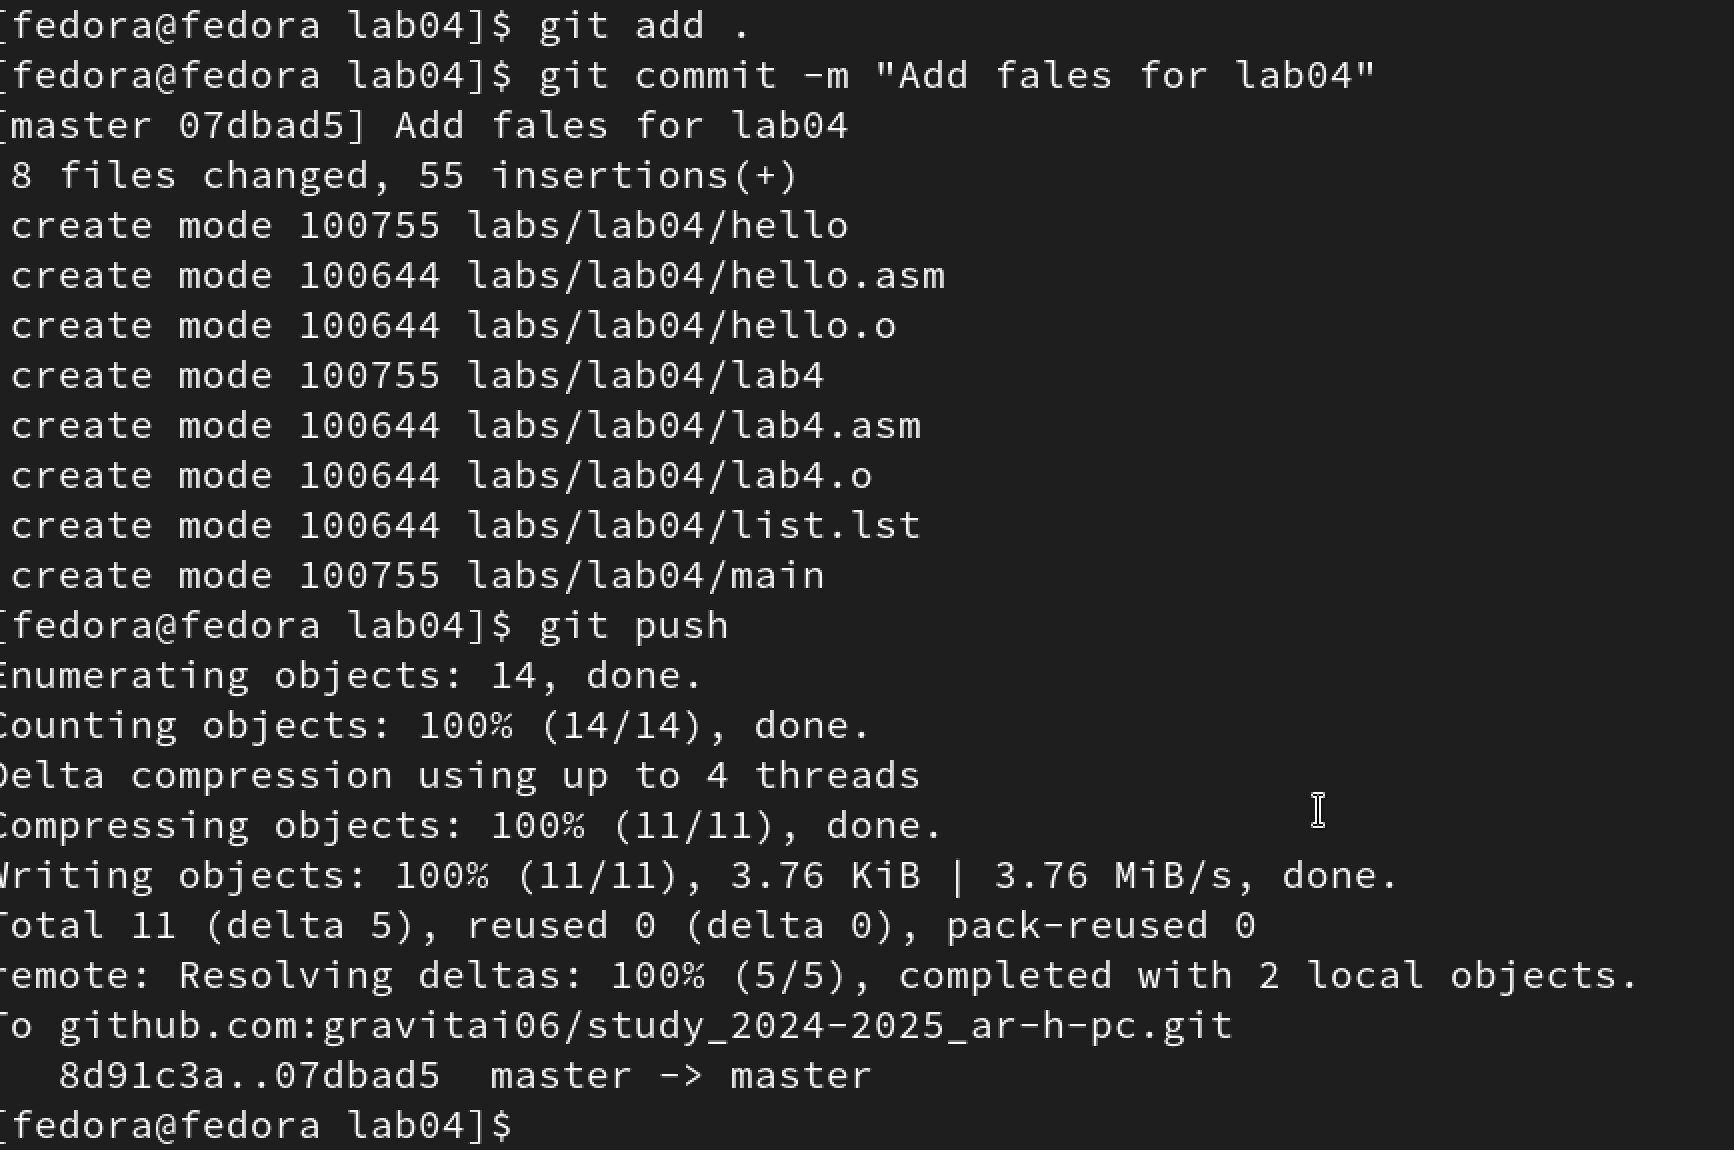 [fedora@fedora lab04]$ git add .
[fedora@fedora lab04]$ git commit -m "Add fales for lab04"
[master 07dbad5] Add fales for lab04
8 files changed, 55 insertions(+)
create mode 100755 labs/lab04/hello
create mode 100644 labs/lab04/hello.asm
create mode 100644 labs/lab04/hello.o
create mode 100755 labs/lab04/lab4
create mode 100644 labs/lab04/lab4.asm
create mode 100644 labs/lab04/lab4.o
create mode 100644 labs/lab04/list.lst
create mode 100755 labs/lab04/main
[fedora@fedora lab04]$ git push
Enumerating objects: 14, done.
Counting objects: 100% (14/14), done.
Delta compression using up to 4 threads
Compressing objects: 100% (11/11), done.
Writing objects: 100% (11/11), 3.76 KiB | 3.76 MiB/s, done.
Total 11 (delta 5), reused 0 (delta 0), pack-reused 0
remote: Resolving deltas: 100% (5/5), completed with 2 local objects.
To github.com:gravitai06/study_2024-2025_ar-h-pc.git
8d91c3a..07dbad5  master -> master
[fedora@fedora lab04]$